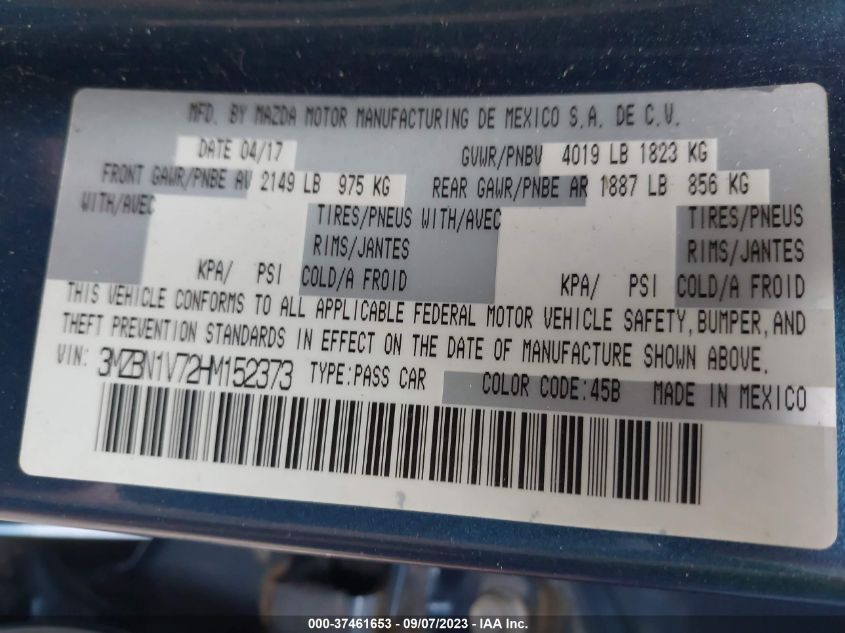 MFD. BY MAZDA MOTOR MANUFACTURING DE MEXICO S.A. DE C.V.
DATE 04/17 GVWR/PNBV 4019 LB 1823 KG
FRONT GAWR/PNBE AV 2149 LB 975 KG REAR GAWR/PNBE AR 1887 LB 856 KG
WITH/AVEC TIRES/PNEUS WITH/AVEC TIRES/PNEUS
RIMS/JANTES RIMS/JANTES
KPA/ PSI COLD/A FROID KPA/ PSI COLD/A FROID
THIS VEHICLE CONFORMS TO ALL APPLICABLE FEDERAL MOTOR VEHICLE SAFETY, BUMPER, AND
THEFT PREVENTION STANDARDS IN EFFECT ON THE DATE OF MANUFACTURE SHOWN ABOVE.
VIN: 3MZBN1V72HM152373 TYPE:PASS CAR COLOR CODE:45B MADE IN MEXICO
000-37461653 - 09/07/2023 - IAA Inc.